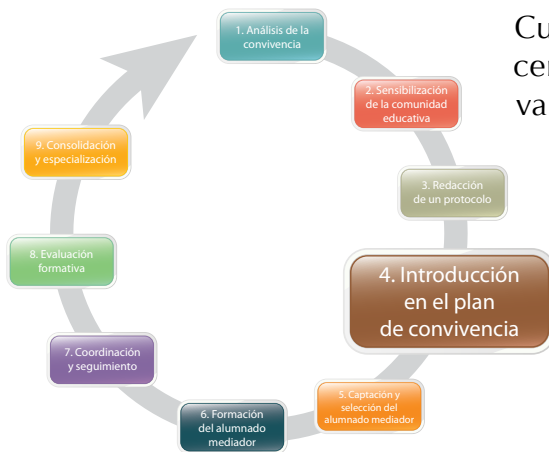 1. Análisis de la
convivencia
2. Sensibilización
de la comunidad
educativa
3. Redacción
de un protocolo
4. Introducción
en el plan
de convivencia
5. Captación y
selección del
alumnado mediador
6. Formación
del alumnado
mediador
7. Coordinación
y seguimiento
8. Evaluación
formativa
9. Consolidación
y especialización
Cu
cen
va